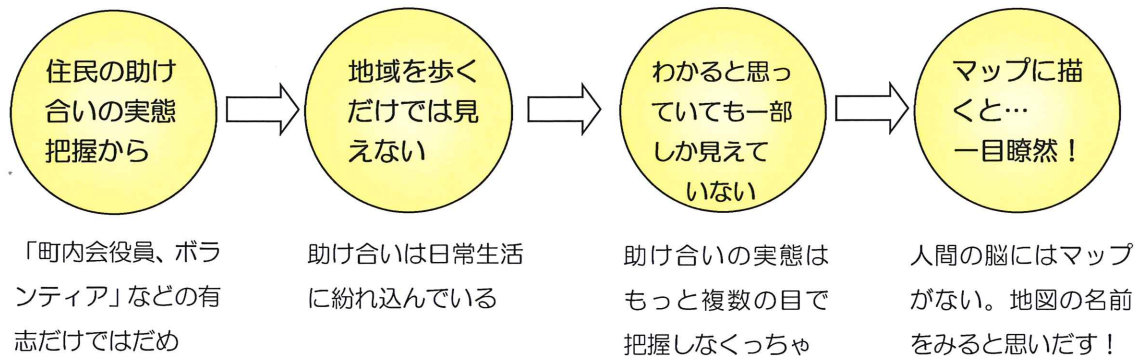 住民の助け
合いの実態
把握から
地域を歩く
だけでは見
えない
わかると思っ
ていても一部
しか見えて
いない
マップに描
くと…
一目瞭然！
「町内会役員、ボラ
ンティア」などの有
志だけではだめ
助け合いは日常生活
に紛れ込んでいる
助け合いの実態は
もっと複数の目で
把握しなくっちゃ
人間の脳にはマップ
がない。地図の名前
をみると思いだす！